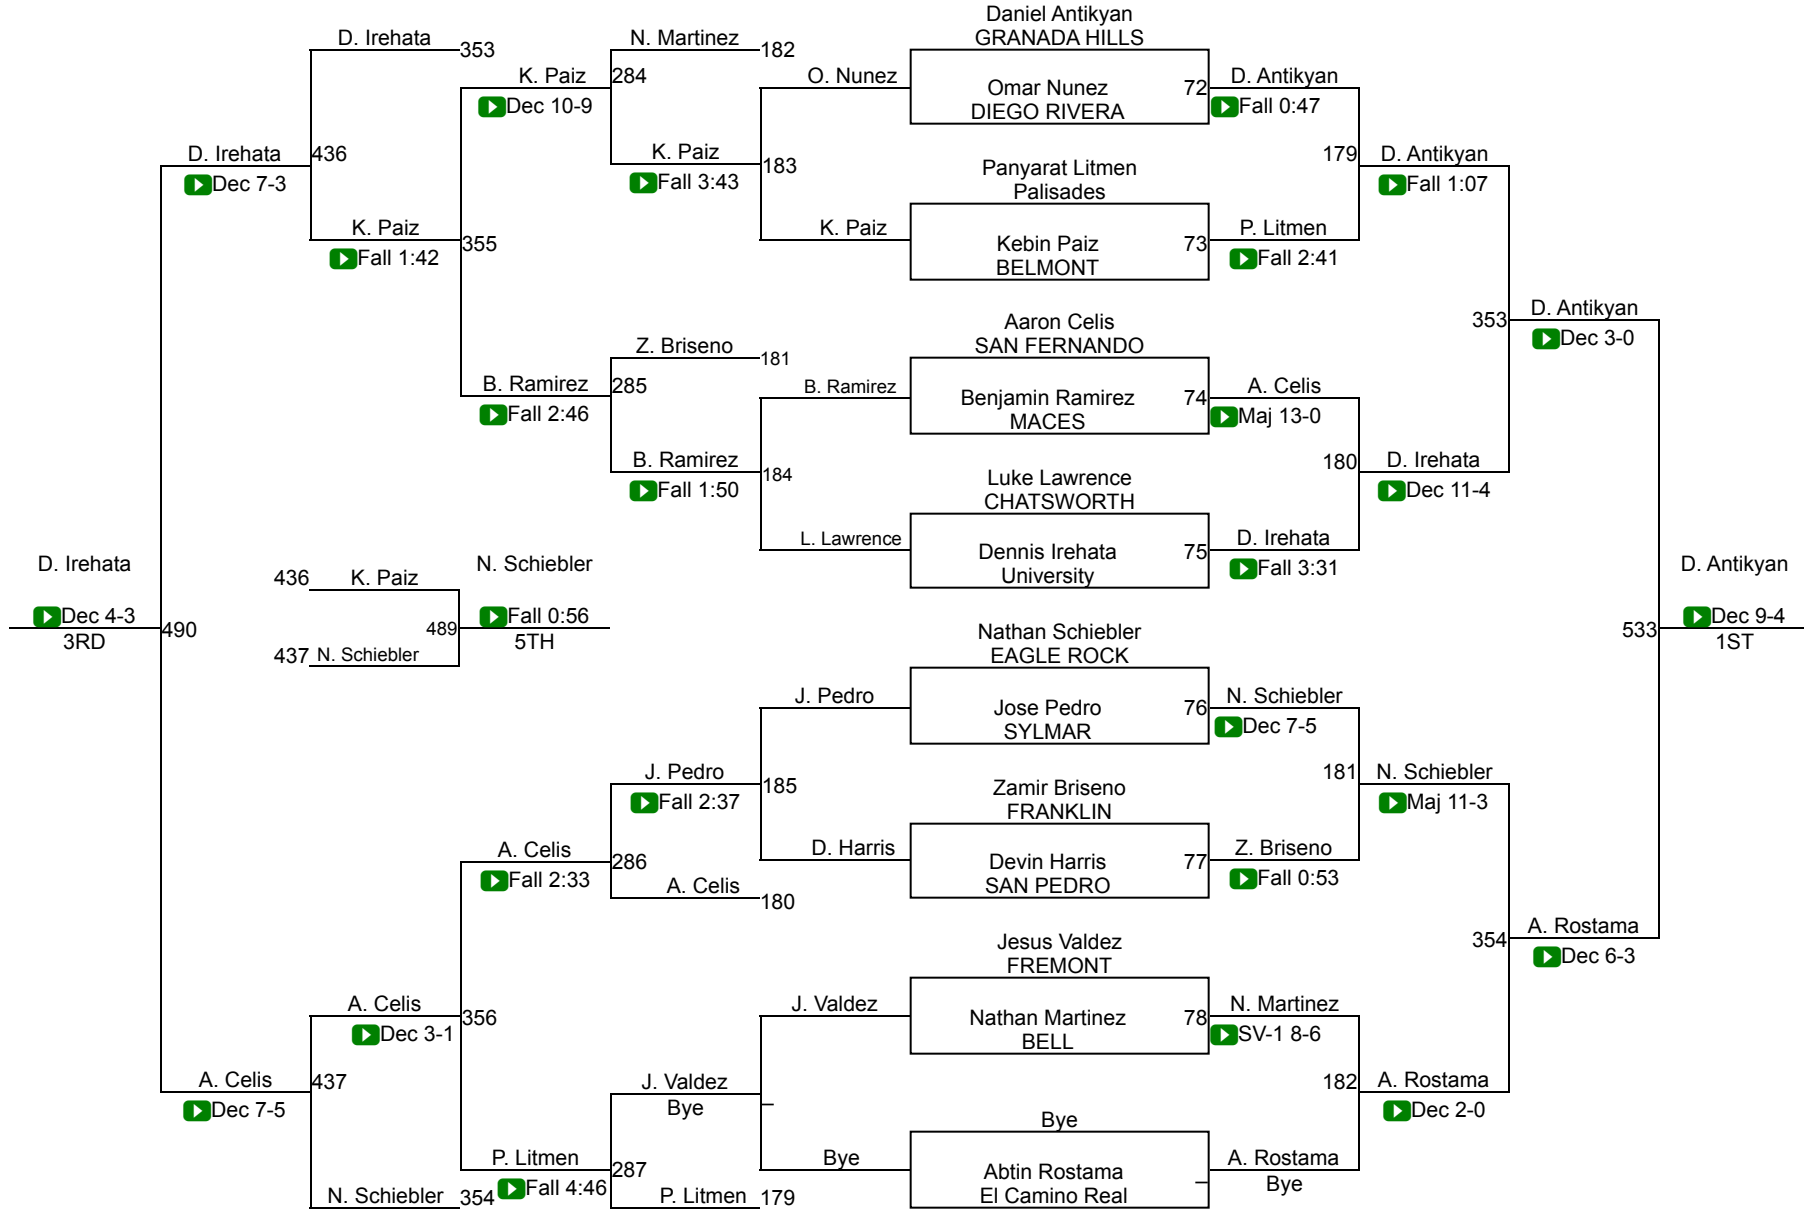 Daniel Antikyan
D. Irehata
353
N. Martinez
182
GRANADA HILLS
K. Paiz
284
O. Nunez
Omar Nunez
72
D. Antikyan
Dec 10-9
DIEGO RIVERA
Fall 0:47
D. Irehata
436
K. Paiz
183
179
D. Antikyan
Dec 7-3
Fall 3:43
Panyarat Litmen
Fall 1:07
Palisades
K. Paiz
355
K. Paiz
Kebin Paiz
73
P. Litmen
Fall 1:42
BELMONT
Fall 2:41
353
D. Antikyan
Dec 3-0
Aaron Celis
Z. Briseno
181
SAN FERNANDO
B. Ramirez
285
B. Ramirez
Benjamin Ramirez
74
A. Celis
Fall 2:46
MACES
Maj 13-0
B. Ramirez
184
180
D. Irehata
Fall 1:50
Luke Lawrence
Dec 11-4
CHATSWORTH
L. Lawrence
Dennis Irehata
75
D. Irehata
University
Fall 3:31
D. Irehata
436
K. Paiz
N. Schiebler
D. Antikyan
Dec 4-3
490
489
Fall 0:56
533
Dec 9-4
3RD
5TH
1ST
437
N. Schiebler
Nathan Schiebler
EAGLE ROCK
J. Pedro
Jose Pedro
76
N. Schiebler
SYLMAR
Dec 7-5
J. Pedro
185
181
N. Schiebler
Fall 2:37
Zamir Briseno
Maj 11-3
FRANKLIN
A. Celis
286
D. Harris
Devin Harris
77
Z. Briseno
Fall 2:33
SAN PEDRO
Fall 0:53
A. Celis
180
354
A. Rostama
Dec 6-3
Jesus Valdez
FREMONT
A. Celis
356
J. Valdez
Nathan Martinez
78
N. Martinez
Dec 3-1
BELL
SV-1 8-6
A. Celis
437
J. Valdez
182
A. Rostama
Dec 7-5
Bye
Dec 2-0
Bye
P. Litmen
287
Bye
Abtin Rostama
A. Rostama
Fall 4:46
El Camino Real
Bye
N. Schiebler
354
P. Litmen
179